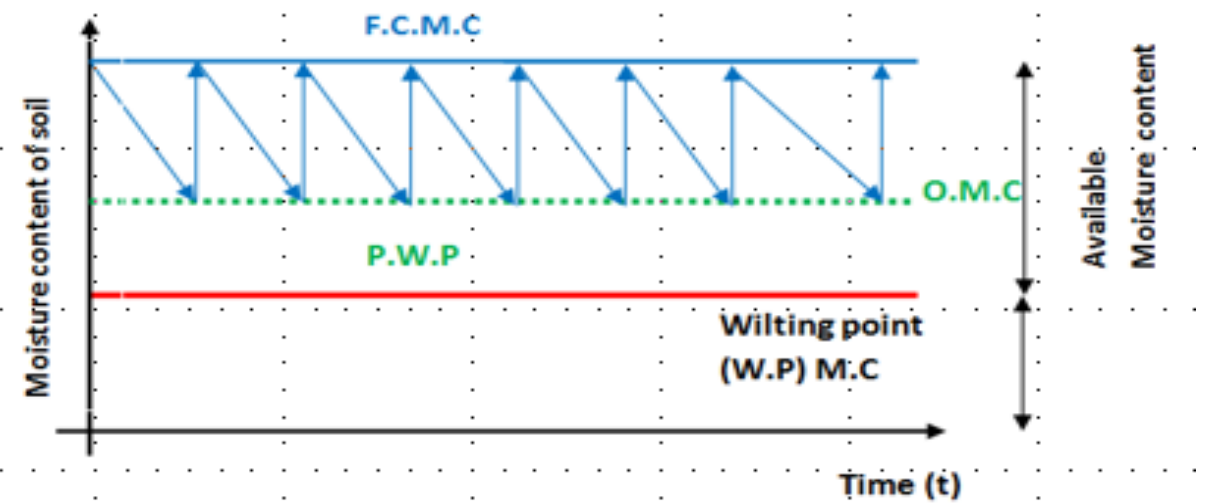 F.C.M.C
Moisture content of soil
O.M.C
P.W.P
Available
Moisture content
Wilting point
(W.P) M.C
Time (t)